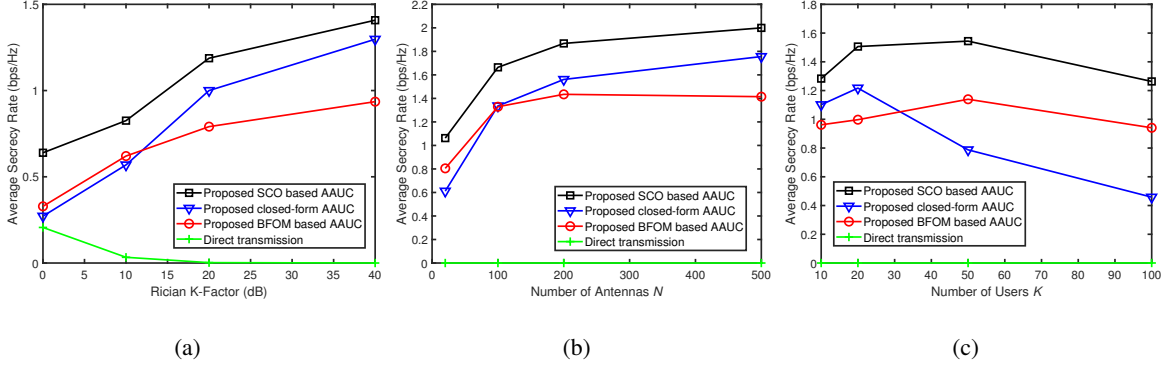 1.5
1
0.5
0
Average Secrecy Rate (bps/Hz)
Proposed SCO based AAUC
Proposed closed-form AAUC
Proposed BFOM based AAUC
Direct transmission
0 5 10 15 20 25 30 35 40
Rician K-Factor (dB)
(a)
2.2
2
1.8
1.6
1.4
1.2
1
0.8
0.6
0.4
0.2
0
Average Secrecy Rate (bps/Hz)
Proposed SCO based AAUC
Proposed closed-form AAUC
Proposed BFOM based AAUC
Direct transmission
0 100 200 300 400 500
Number of Antennas N
(b)
1.8
1.6
1.4
1.2
1
0.8
0.6
0.4
0.2
0
Average Secrecy Rate (bps/Hz)
Proposed SCO based AAUC
Proposed closed-form AAUC
Proposed BFOM based AAUC
Direct transmission
10 20 30 40 50 60 70 80 90 100
Number of Users K
(c)